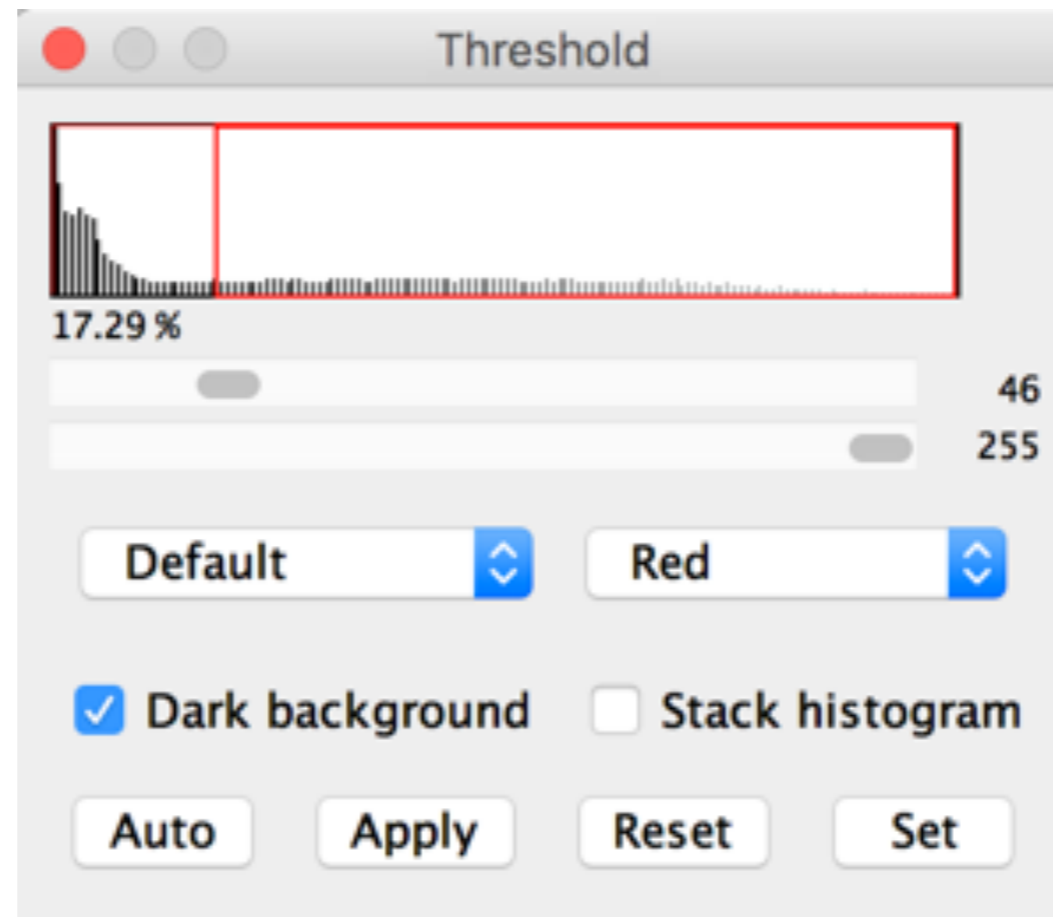 Threshold
17.29 %
46
255
Default Red
Dark background Stack histogram
Auto Apply Reset Set